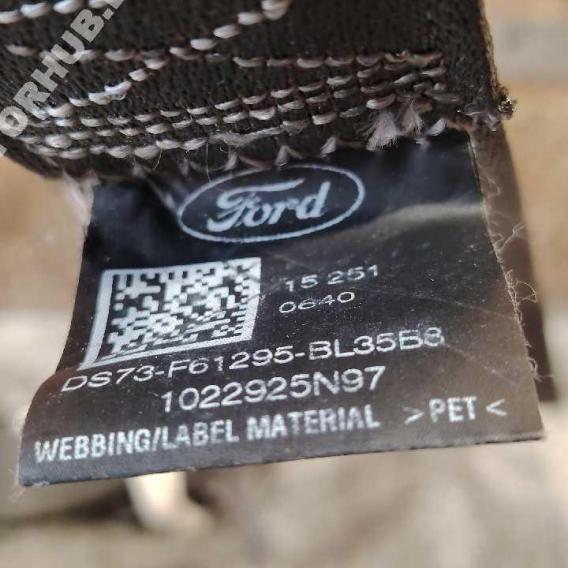 Ford
15 251
0640
DS73-F61295-BL35B8
1022925N97
WEBBING/LABEL MATERIAL >PET<